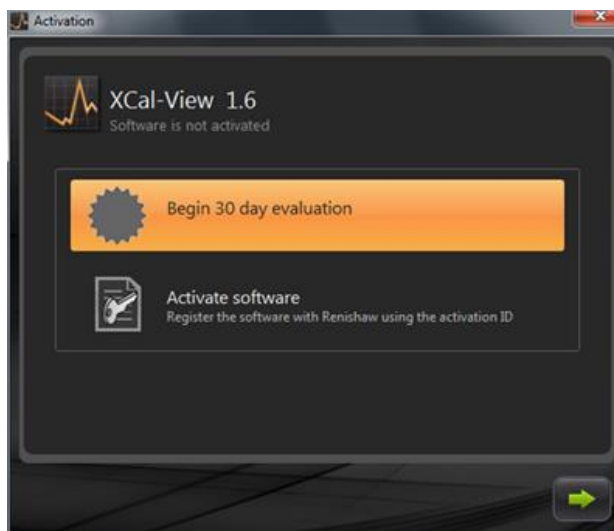 Activation
XCal-View 1.6
Software is not activated
Begin 30 day evaluation
Activate software
Register the software with Renishaw using the activation ID